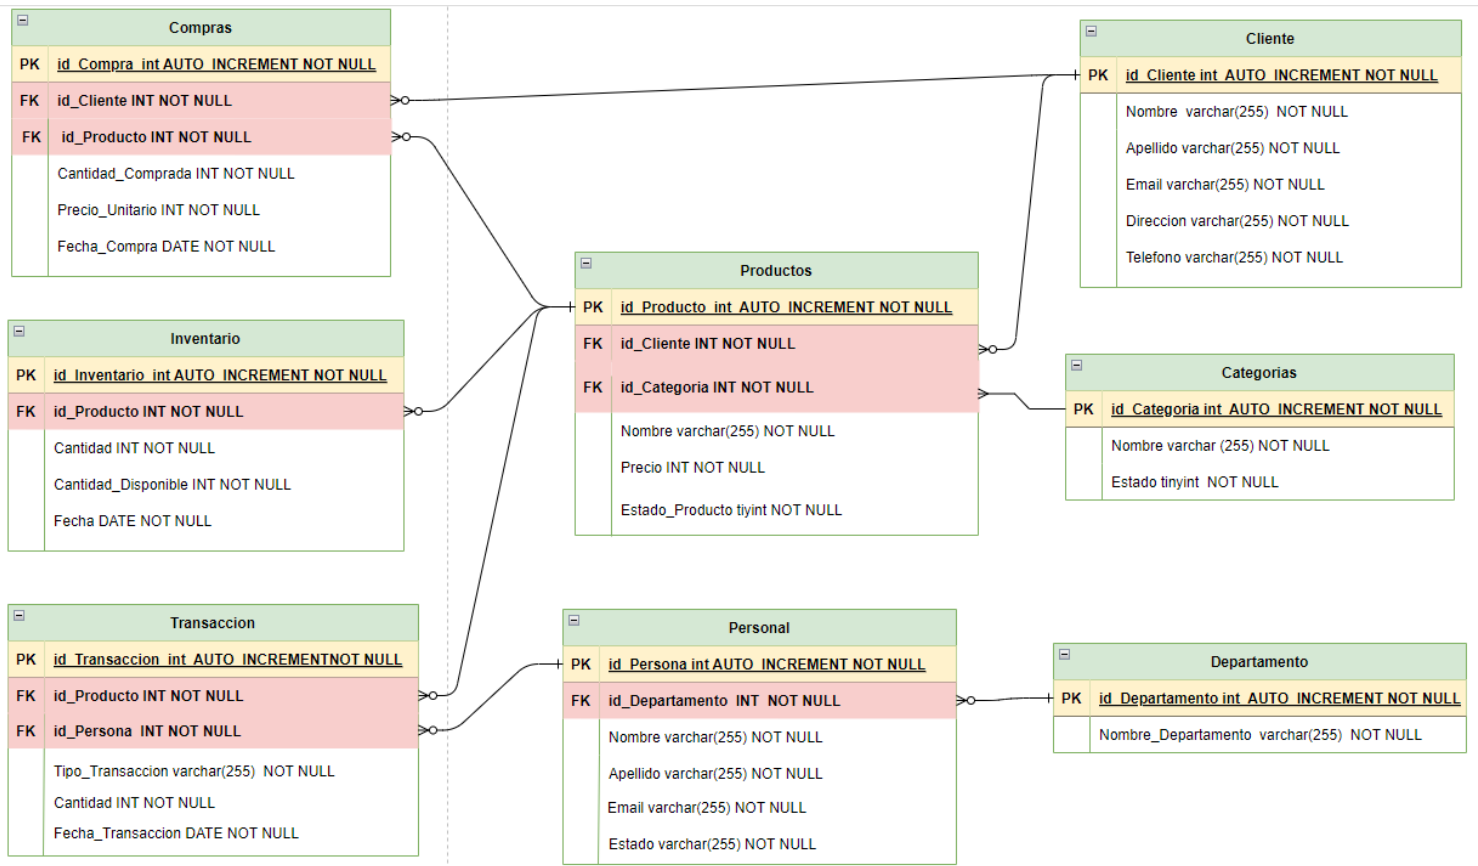 Compras
PK id_Compra int AUTO_INCREMENT NOT NULL
FK id_Cliente INT NOT NULL
FK id_Producto INT NOT NULL
Cantidad_Comprada INT NOT NULL
Precio_Unitario INT NOT NULL
Fecha_Compra DATE NOT NULL
Cliente
PK id_Cliente int AUTO_INCREMENT NOT NULL
Nombre varchar(255) NOT NULL
Apellido varchar(255) NOT NULL
Email varchar(255) NOT NULL
Direccion varchar(255) NOT NULL
Telefono varchar(255) NOT NULL
Productos
PK id_Producto int AUTO_INCREMENT NOT NULL
FK id_Cliente INT NOT NULL
FK id_Categoria INT NOT NULL
Nombre varchar(255) NOT NULL
Precio INT NOT NULL
Estado_Producto tiyint NOT NULL
Inventario
PK id_Inventario int AUTO_INCREMENT NOT NULL
FK id_Producto INT NOT NULL
Cantidad INT NOT NULL
Cantidad_Disponible INT NOT NULL
Fecha DATE NOT NULL
Categorias
PK id_Categoria int AUTO_INCREMENT NOT NULL
Nombre varchar (255) NOT NULL
Estado tinyint NOT NULL
Transaccion
PK id_Transaccion int AUTO_INCREMENTNOT NULL
FK id_Producto INT NOT NULL
FK id_Persona INT NOT NULL
Tipo_Transaccion varchar(255) NOT NULL
Cantidad INT NOT NULL
Fecha_Transaccion DATE NOT NULL
Personal
PK id_Persona int AUTO_INCREMENT NOT NULL
FK id_Departamento INT NOT NULL
Nombre varchar(255) NOT NULL
Apellido varchar(255) NOT NULL
Email varchar(255) NOT NULL
Estado varchar(255) NOT NULL
Departamento
PK id_Departamento int AUTO_INCREMENT NOT NULL
Nombre_Departamento varchar(255) NOT NULL